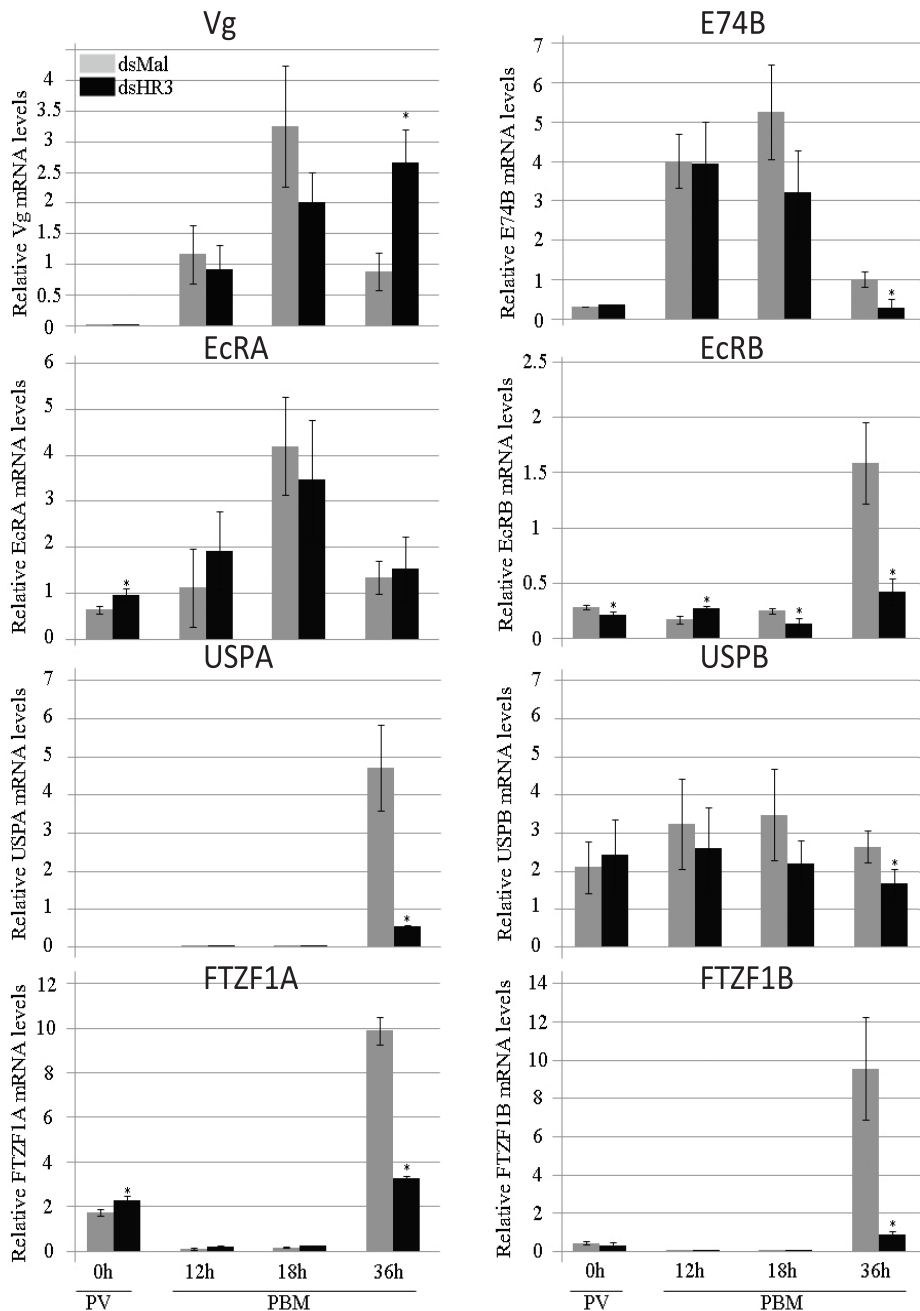 Vg
Relative Vg mRNA levels
4
3.5
3
2.5
2
1.5
1
0.5
0
dsMal
dsHR3
*
E74B
Relative E74B mRNA levels
7
6
5
4
3
2
1
0
*
EcRA
Relative EcRA mRNA levels
6
5
4
3
2
1
0
*
EcRB
Relative EcRB mRNA levels
2.5
2
1.5
1
0.5
0
* * * *
USPA
Relative USPA mRNA levels
7
6
5
4
3
2
1
0
*
USPB
Relative USPB mRNA levels
7
6
5
4
3
2
1
0
*
FTZF1A
Relative FTZF1A mRNA levels
12
10
8
6
4
2
0
* *
0h 12h 18h 36h
PV PBM
FTZF1B
Relative FTZF1B mRNA levels
14
12
10
8
6
4
2
0
*
0h 12h 18h 36h
PV PBM